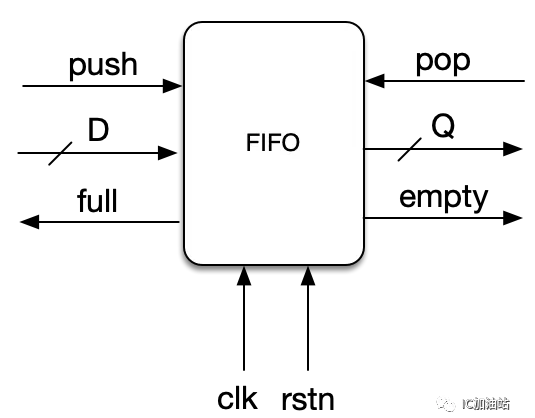 push
pop
D
FIFO
Q
full
empty
clk
rstn
IC加油站